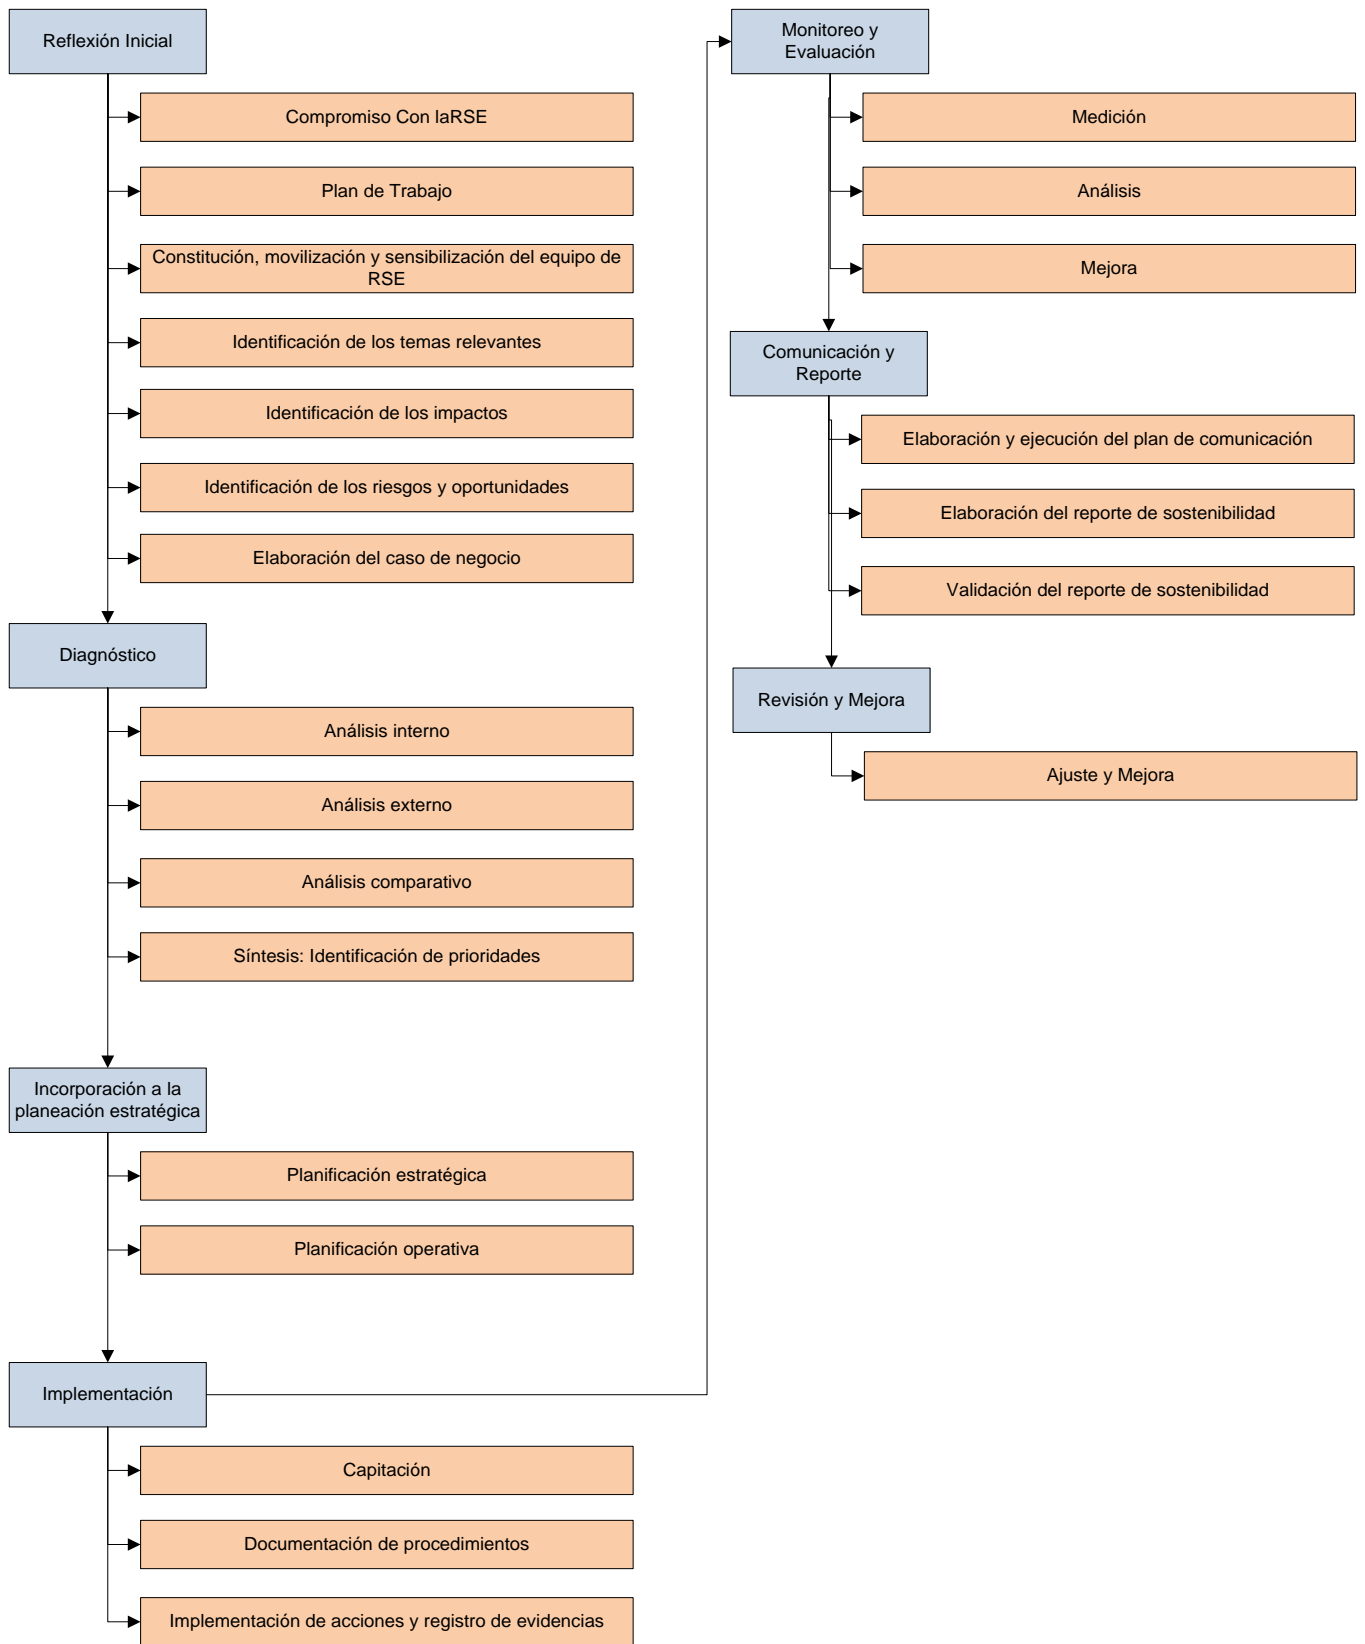 Reflexión Inicial
Compromiso Con laRSE
Plan de Trabajo
Constitución, movilización y sensibilización del equipo de
RSE
Identificación de los temas relevantes
Identificación de los impactos
Identificación de los riesgos y oportunidades
Elaboración del caso de negocio
Diagnóstico
Análisis interno
Análisis externo
Análisis comparativo
Síntesis: Identificación de prioridades
Incorporación a la
planeación estratégica
Planificación estratégica
Planificación operativa
Implementación
Capitación
Documentación de procedimientos
Implementación de acciones y registro de evidencias
Monitoreo y
Evaluación
Medición
Análisis
Mejora
Comunicación y
Reporte
Elaboración y ejecución del plan de comunicación
Elaboración del reporte de sostenibilidad
Validación del reporte de sostenibilidad
Revisión y Mejora
Ajuste y Mejora